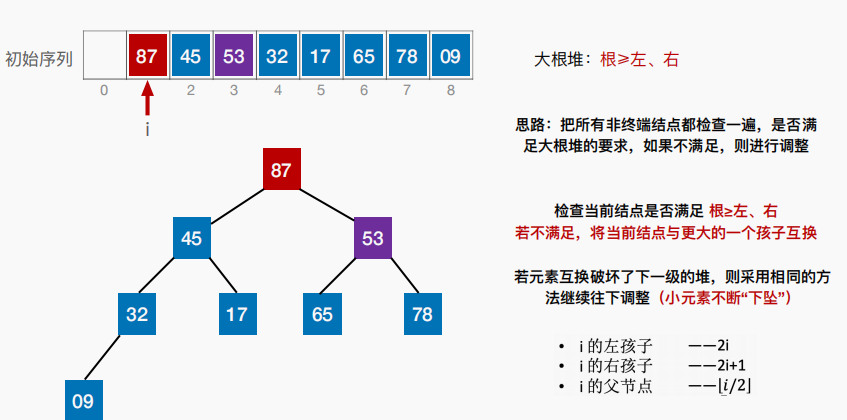 初始序列
87 45 53 32 17 65 78 09
0 2 3 4 5 6 7 8
i
87
45 53
32 17 65 78
09
大根堆：根≥左、右
思路：把所有非终端结点都检查一遍，是否满
足大根堆的要求，如果不满足，则进行调整
检查当前结点是否满足 根≥左、右
若不满足，将当前结点与更大的一个孩子互换
若元素互换破坏了下一级的堆，则采用相同的方
法继续往下调整（小元素不断“下坠”）
• i 的左孩子 ——2i
• i 的右孩子 ——2i+1
• i 的父节点 ——⌊i/2⌋